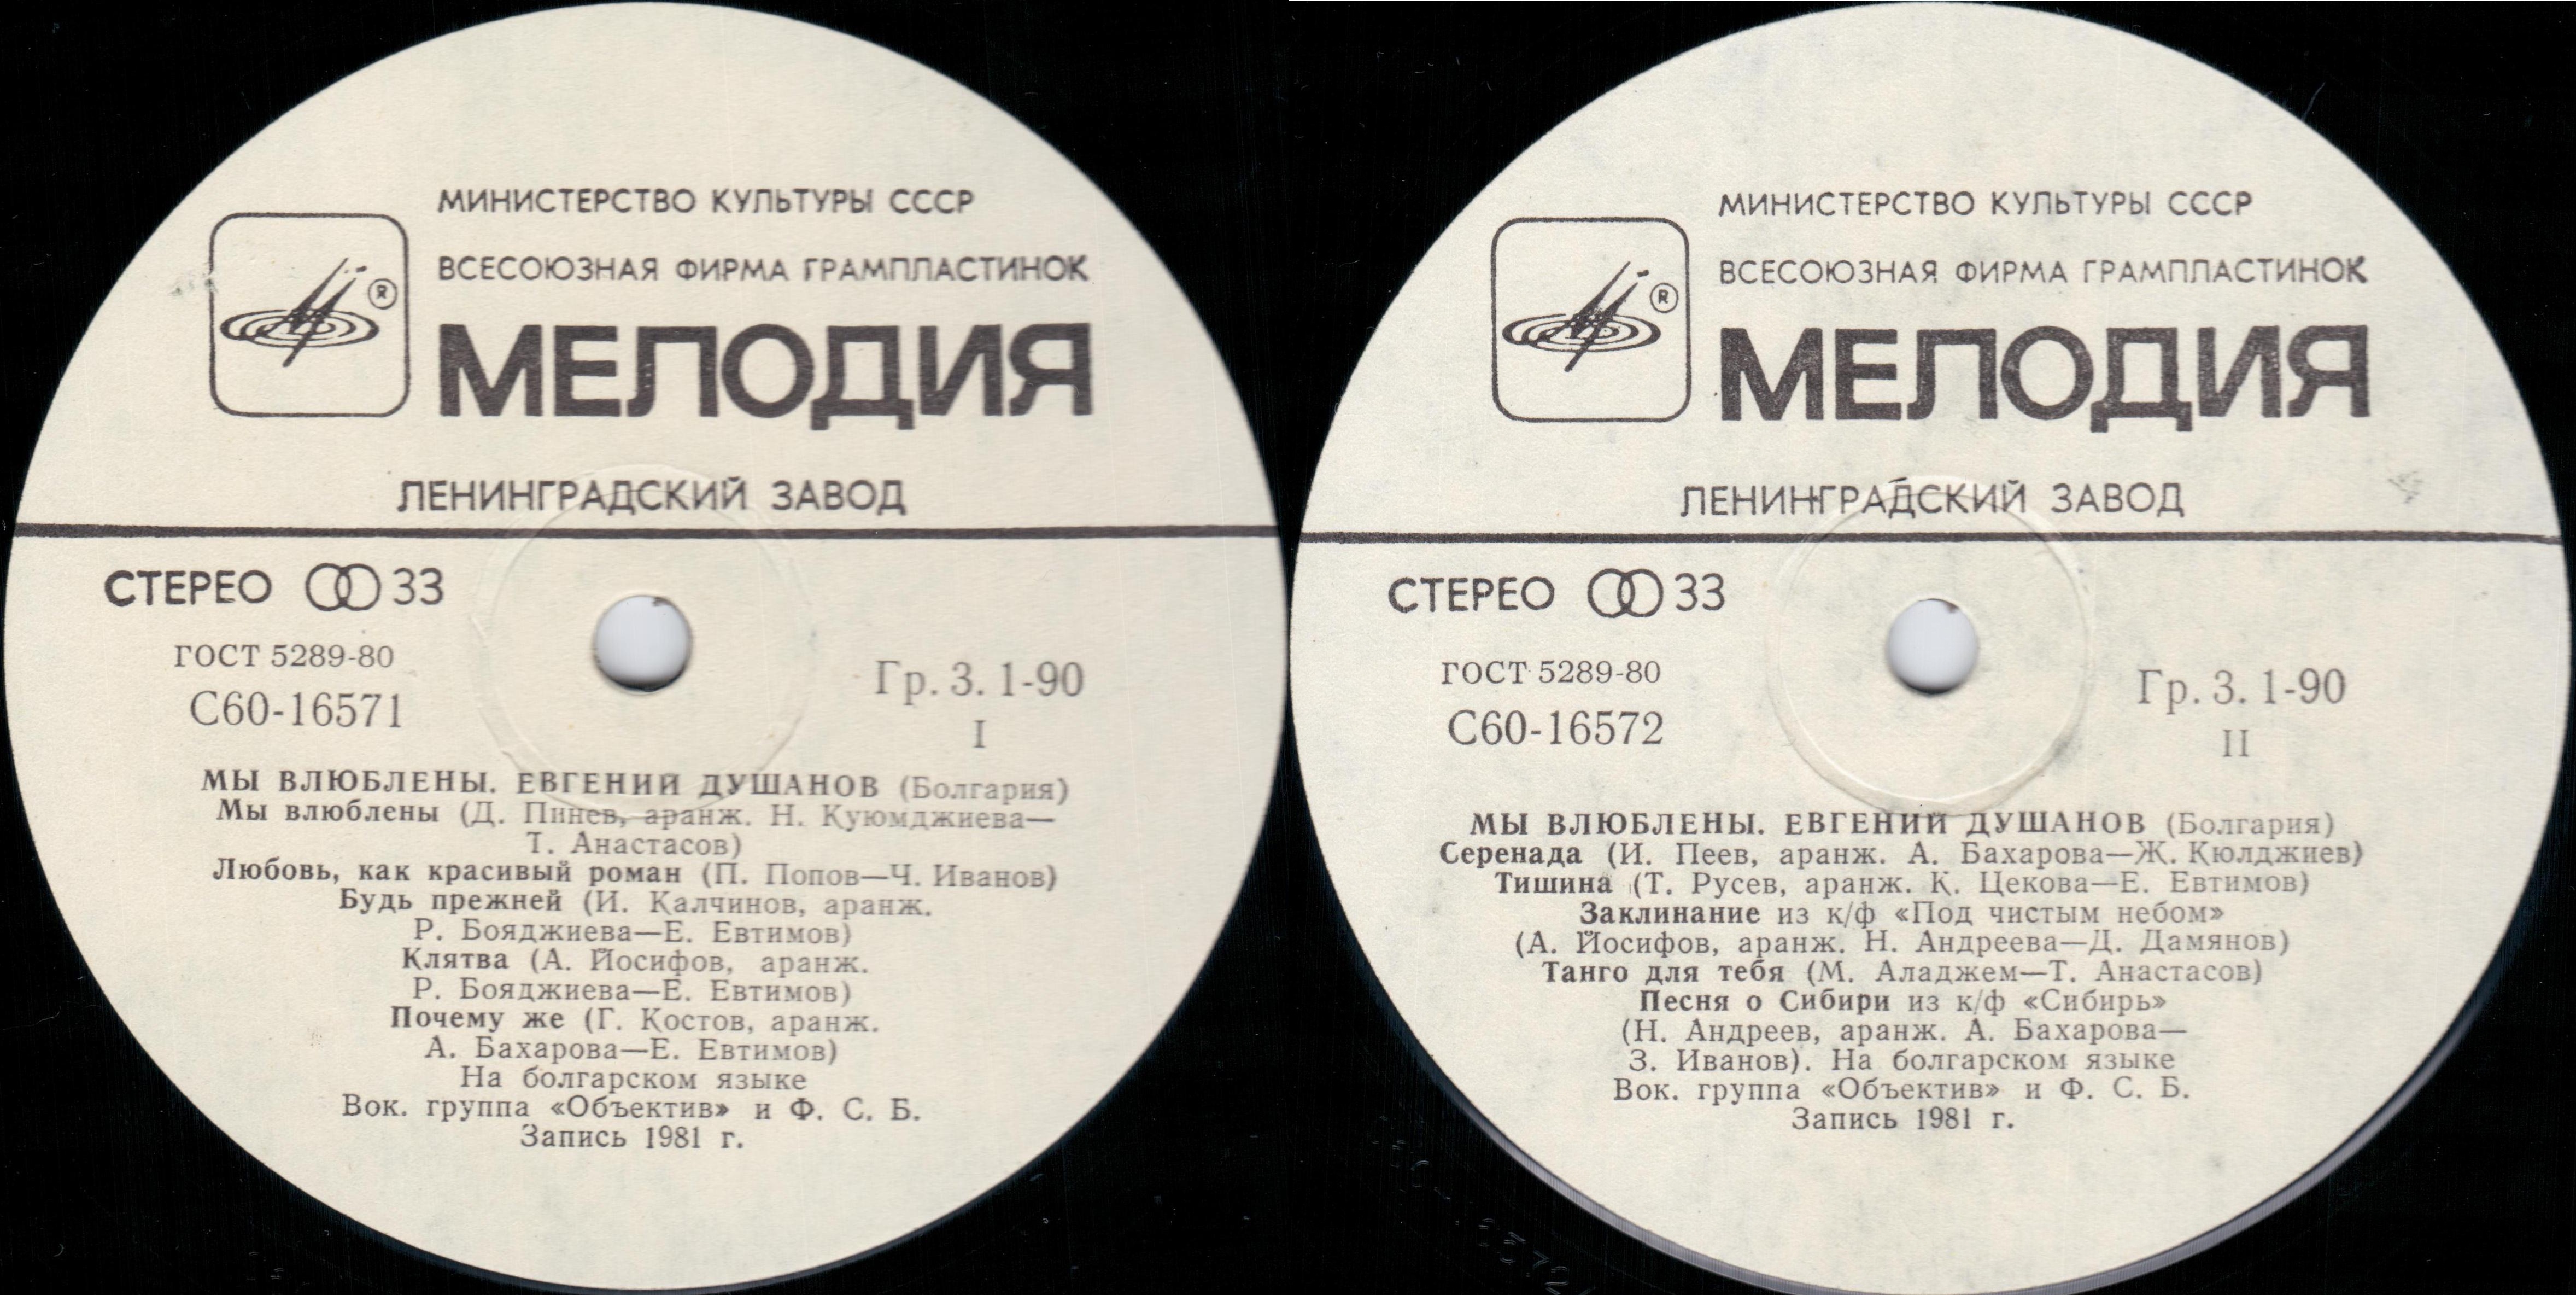 МИНИСТЕРСТВО КУЛЬТУРЫ СССР
ВСЕСОЮЗНАЯ ФИРМА ГРАМПЛАСТИНОК
®
МЕЛОДИЯ
ЛЕНИНГРАДСКИЙ ЗАВОД
СТЕРЕО 33
ГОСТ 5289-80
С60-16571
Гр. 3. 1-90
I
МЫ ВЛЮБЛЕНЫ. ЕВГЕНИЙ ДУШАНОВ (Болгария)
Мы влюблены (Д. Пинев, аранж. Н. Куюмджиева—
Т. Анастасов)
Любовь, как красивый роман (П. Попов—Ч. Иванов)
Будь прежней (И. Калчинов, аранж.
Р. Бояджиева—Е. Евтимов)
Клятва (А. Йосифов, аранж.
Р. Бояджиева—Е. Евтимов)
Почему же (Г. Костов, аранж.
А. Бахарова—Е. Евтимов)
На болгарском языке
Вок. группа «Объектив» и Ф. С. Б.
Запись 1981 г.
МИНИСТЕРСТВО КУЛЬТУРЫ СССР
ВСЕСОЮЗНАЯ ФИРМА ГРАМПЛАСТИНОК
®
МЕЛОДИЯ
ЛЕНИНГРАДСКИЙ ЗАВОД
СТЕРЕО 33
ГОСТ 5289-80
С60-16572
Гр. 3. 1-90
II
МЫ ВЛЮБЛЕНЫ. ЕВГЕНИЙ ДУШАНОВ (Болгария)
Серенада (И. Пеев, аранж. А. Бахарова—Ж. Кюлджиев)
Тишина (Т. Русев, аранж. К. Цекова—Е. Евтимов)
Заклинание из к/ф «Под чистым небом»
(А. Йосифов, аранж. Н. Андреева—Д. Дамянов)
Танго для тебя (М. Аладжем—Т. Анастасов)
Песня о Сибири из к/ф «Сибирь»
(Н. Андреев, аранж. А. Бахарова—
З. Иванов). На болгарском языке
Вок. группа «Объектив» и Ф. С. Б.
Запись 1981 г.